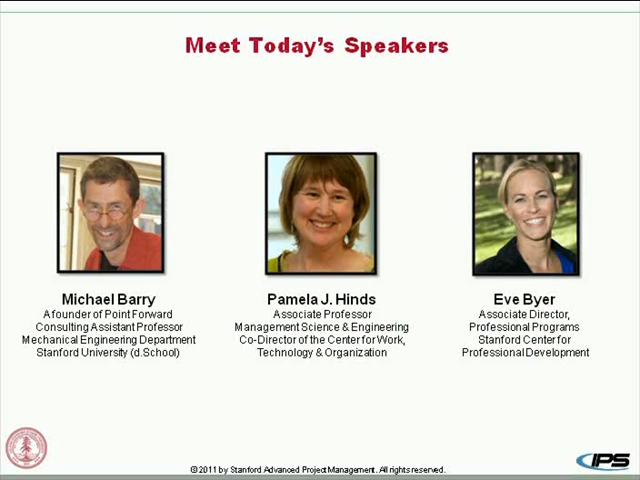 Meet Today's Speakers
Michael Barry
A founder of Point Forward
Consulting Assistant Professor
Mechanical Engineering Department
Stanford University (d.School)
Pamela J. Hinds
Associate Professor
Management Science & Engineering
Co-Director of the Center for Work,
Technology & Organization
Eve Byer
Associate Director,
Professional Programs
Stanford Center for
Professional Development
© 2011 by Stanford Advanced Project Management. All rights reserved.
IPS